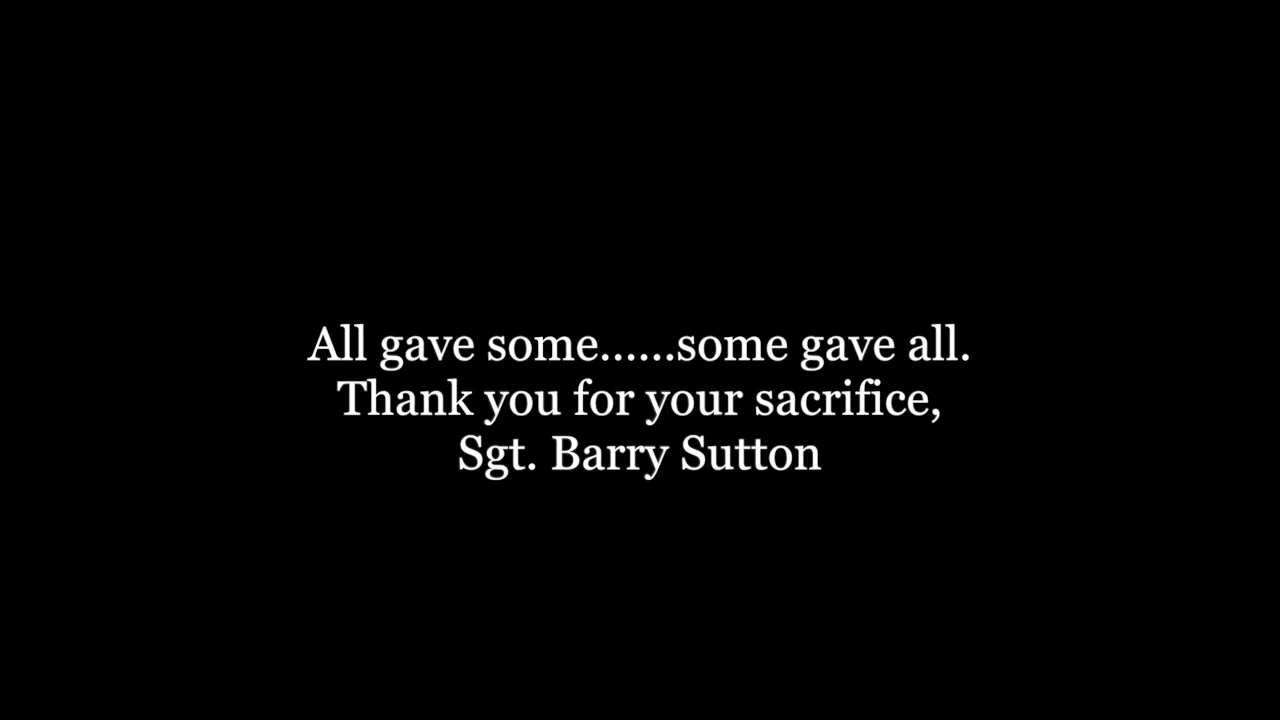 All gave some......some gave all.
Thank you for your sacrifice,
Sgt. Barry Sutton